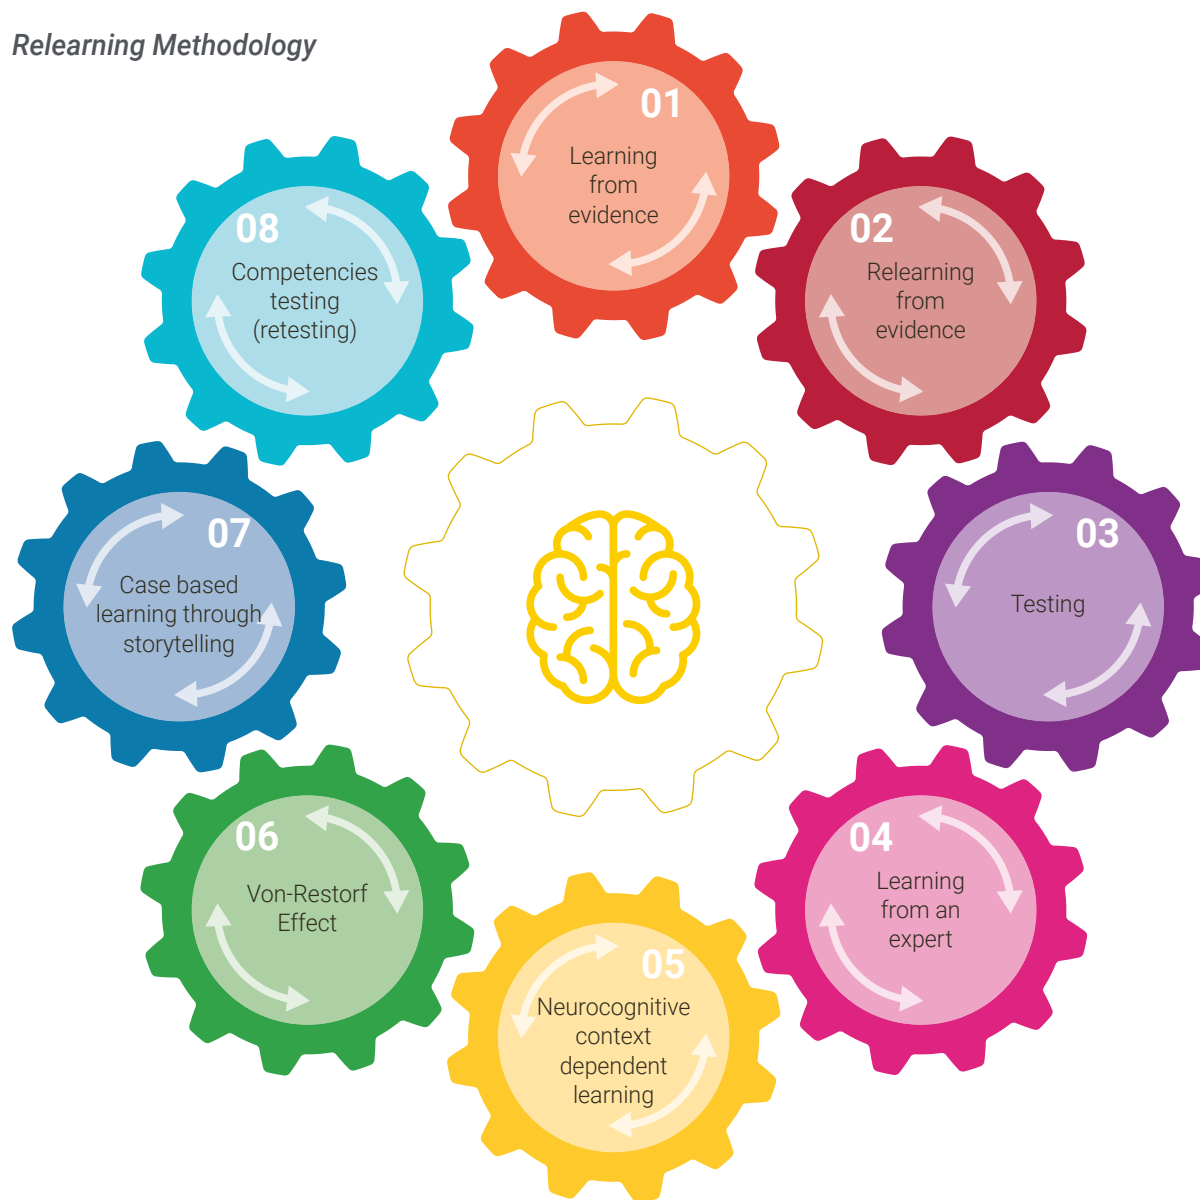 Relearning Methodology
01
Learning
from
evidence
02
Relearning
from
evidence
03
Testing
04
Learning
from an
expert
05
Neurocognitive
context
dependent
learning
06
Von-Restorf
Effect
07
Case based
learning through
storytelling
08
Competencies
testing
(retesting)